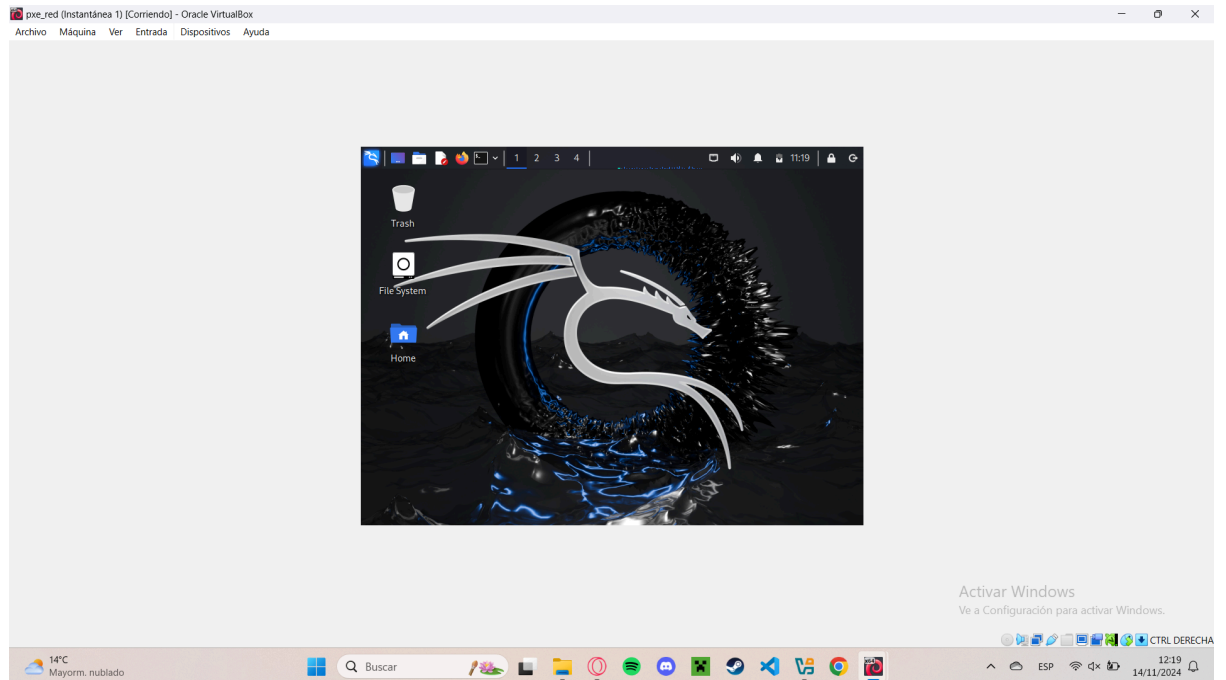 pxe_red (Instantánea 1) [Corriendo] - Oracle VirtualBox
Archivo Máquina Ver Entrada Dispositivos Ayuda
1 2 3 4 11:19
Trash
File System
Home
Activar Windows
Ve a Configuración para activar Windows.
CTRL DERECHA
14°C
Mayorm. nublado
Buscar
ESP
12:19
14/11/2024